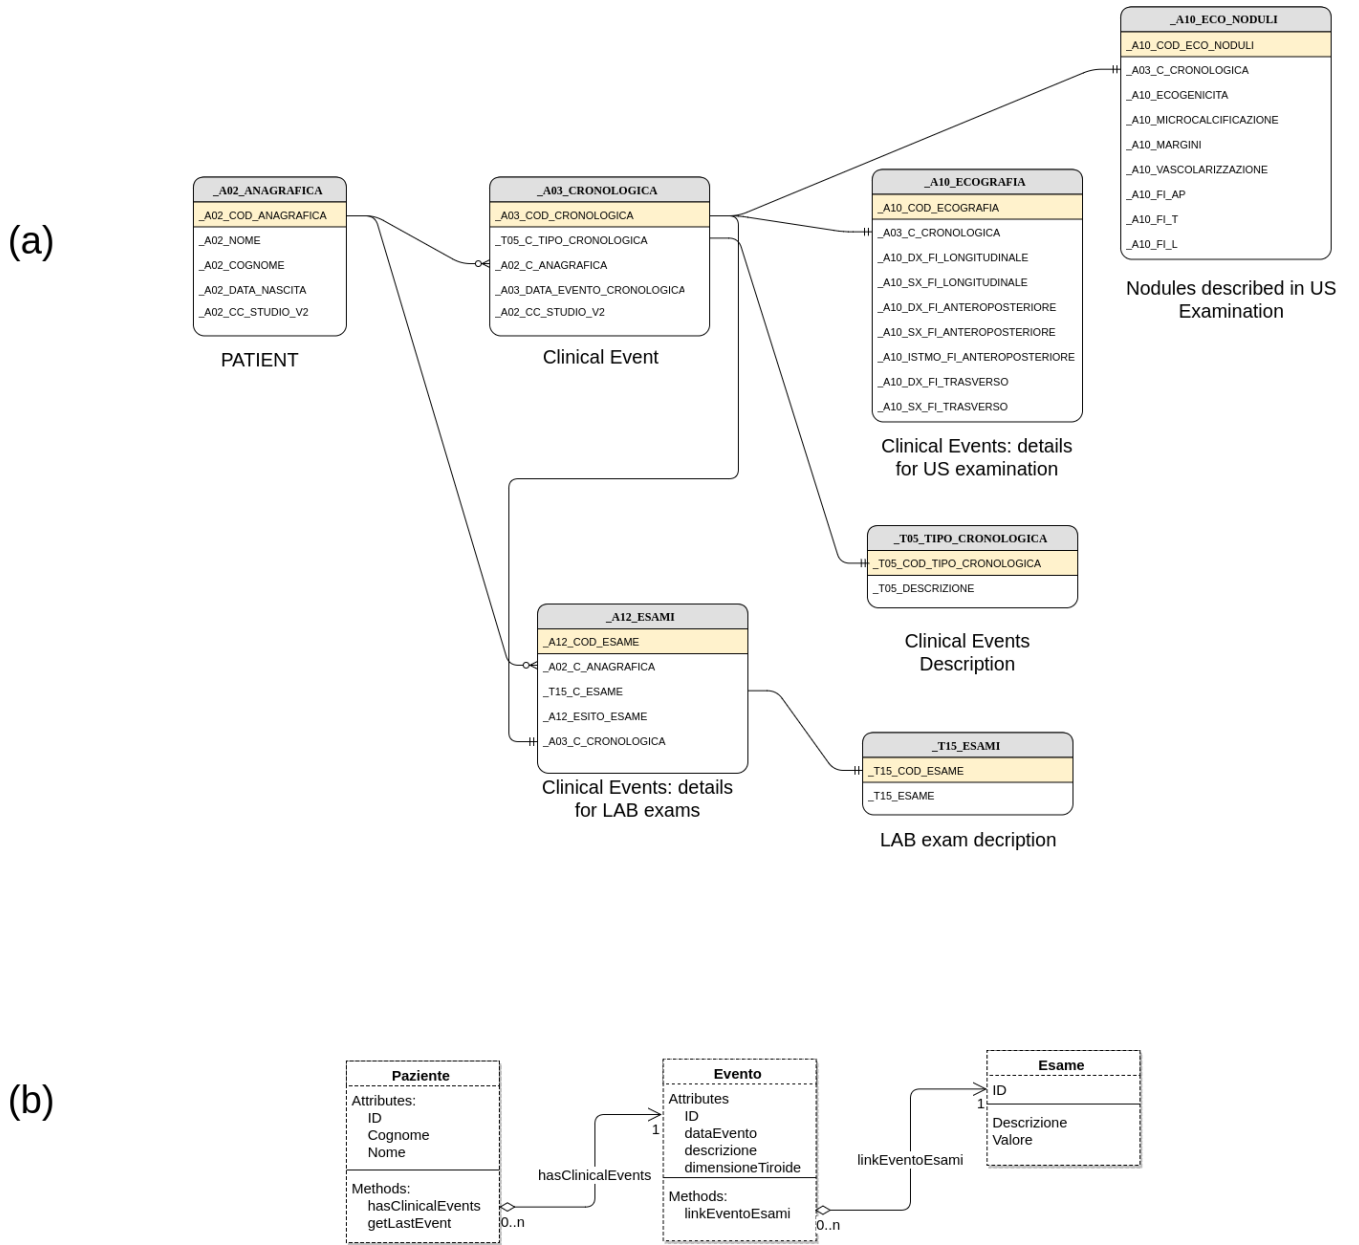 (a)
_A02_ANAGRAFICA
_A02_COD_ANAGRAFICA
_A02_NOME
_A02_COGNOME
_A02_DATA_NASCITA
_A02_CC_STUDIO_V2
PATIENT
_A03_CRONOLOGICA
_A03_COD_CRONOLOGICA
_T05_C_TIPO_CRONOLOGICA
_A02_C_ANAGRAFICA
_A03_DATA_EVENTO_CRONOLOGICA
_A02_CC_STUDIO_V2
Clinical Event
_A10_ECOGRAFIA
_A10_COD_ECOGRAFIA
_A03_C_CRONOLOGICA
_A10_DX_FI_LONGITUDINALE
_A10_SX_FI_LONGITUDINALE
_A10_DX_FI_ANTEROPOSTERIORE
_A10_SX_FI_ANTEROPOSTERIORE
_A10_ISTMO_FI_ANTEROPOSTERIORE
_A10_DX_FI_TRASVERSO
_A10_SX_FI_TRASVERSO
Clinical Events: details
for US examination
_A10_ECO_NODULI
_A10_COD_ECO_NODULI
_A03_C_CRONOLOGICA
_A10_ECOGENICITA
_A10_MICROCALCIFICAZIONE
_A10_MARGINI
_A10_VASCOLARIZZAZIONE
_A10_FI_AP
_A10_FI_T
_A10_FI_L
Nodules described in US
Examination
_T05_TIPO_CRONOLOGICA
_T05_COD_TIPO_CRONOLOGICA
_T05_DESCRIZIONE
Clinical Events
Description
_A12_ESAMI
_A12_COD_ESAME
_A02_C_ANAGRAFICA
_T15_C_ESAME
_A12_ESITO_ESAME
_A03_C_CRONOLOGICA
Clinical Events: details
for LAB exams
_T15_ESAMI
_T15_COD_ESAME
_T15_ESAME
LAB exam decription
(b)
Paziente
Attributes:
ID
Cognome
Nome
Methods:
hasClinicalEvents
getLastEvent
0..n
hasClinicalEvents
1
Evento
Attributes
ID
dataEvento
descrizione
dimensioneTiroide
Methods:
linkEventoEsami
0..n
linkEventoEsami
1
Esame
ID
Descrizione
Valore